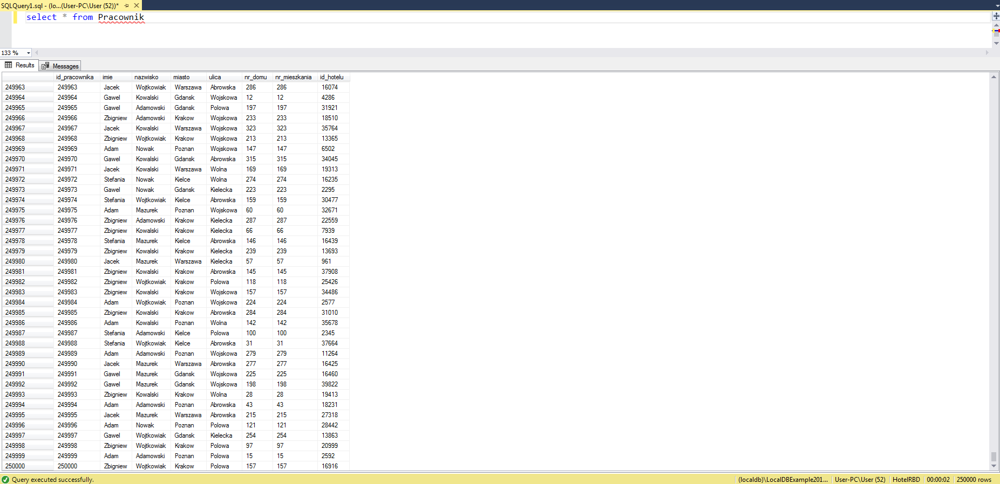 SQLQuery1.sql - (lo...(User-PC\User (52))*
select * from Pracownik
133 %
Results Messages
id_pracownika imie nazwisko miasto ulica nr_domu nr_mieszkania id_hotelu
249963 249963 Jacek Wojtkowiak Warszawa Abrowska 286 286 16074
249964 249964 Gawel Kowalski Gdansk Wojskowa 12 12 4286
249965 249965 Gawel Adamowski Gdansk Polowa 197 197 31921
249966 249966 Zbigniew Adamowski Krakow Wojskowa 233 233 18510
249967 249967 Jacek Kowalski Warszawa Wojskowa 323 323 35764
249968 249968 Zbigniew Wojtkowiak Krakow Wojskowa 213 213 13365
249969 249969 Adam Nowak Poznan Wojskowa 147 147 6502
249970 249970 Gawel Kowalski Gdansk Abrowska 315 315 34045
249971 249971 Jacek Kowalski Warszawa Wolna 169 169 19313
249972 249972 Stefania Nowak Kielce Wolna 274 274 16235
249973 249973 Gawel Nowak Gdansk Kielecka 223 223 2295
249974 249974 Stefania Wojtkowiak Kielce Abrowska 159 159 30477
249975 249975 Adam Mazurek Poznan Wojskowa 60 60 32671
249976 249976 Zbigniew Adamowski Krakow Kielecka 287 287 22559
249977 249977 Zbigniew Kowalski Krakow Kielecka 66 66 7939
249978 249978 Stefania Mazurek Kielce Abrowska 146 146 16439
249979 249979 Zbigniew Kowalski Krakow Kielecka 239 239 13693
249980 249980 Jacek Mazurek Warszawa Kielecka 57 57 961
249981 249981 Zbigniew Kowalski Krakow Abrowska 145 145 37908
249982 249982 Zbigniew Wojtkowiak Krakow Polowa 118 118 25426
249983 249983 Zbigniew Kowalski Krakow Wojskowa 157 157 34486
249984 249984 Adam Wojtkowiak Poznan Wojskowa 224 224 2577
249985 249985 Zbigniew Kowalski Krakow Abrowska 284 284 31010
249986 249986 Adam Kowalski Poznan Wolna 142 142 35678
249987 249987 Stefania Adamowski Kielce Polowa 100 100 2345
249988 249988 Stefania Wojtkowiak Kielce Abrowska 31 31 37664
249989 249989 Adam Adamowski Poznan Wojskowa 279 279 11264
249990 249990 Jacek Mazurek Warszawa Abrowska 277 277 16425
249991 249991 Gawel Mazurek Gdansk Wojskowa 225 225 16460
249992 249992 Gawel Mazurek Gdansk Wojskowa 198 198 39822
249993 249993 Zbigniew Kowalski Krakow Wolna 28 28 19413
249994 249994 Adam Adamowski Poznan Abrowska 43 43 18231
249995 249995 Jacek Mazurek Warszawa Abrowska 215 215 27318
249996 249996 Adam Nowak Poznan Polowa 121 121 28442
249997 249997 Gawel Wojtkowiak Gdansk Kielecka 254 254 13863
249998 249998 Zbigniew Wojtkowiak Krakow Polowa 97 97 20999
249999 249999 Adam Adamowski Poznan Polowa 15 15 2592
250000 250000 Zbigniew Wojtkowiak Krakow Polowa 157 157 16916
Query executed successfully. (localdb)\LocalDBExample201... User-PC\User (52) HotelRBD 00:00:02 250000 rows